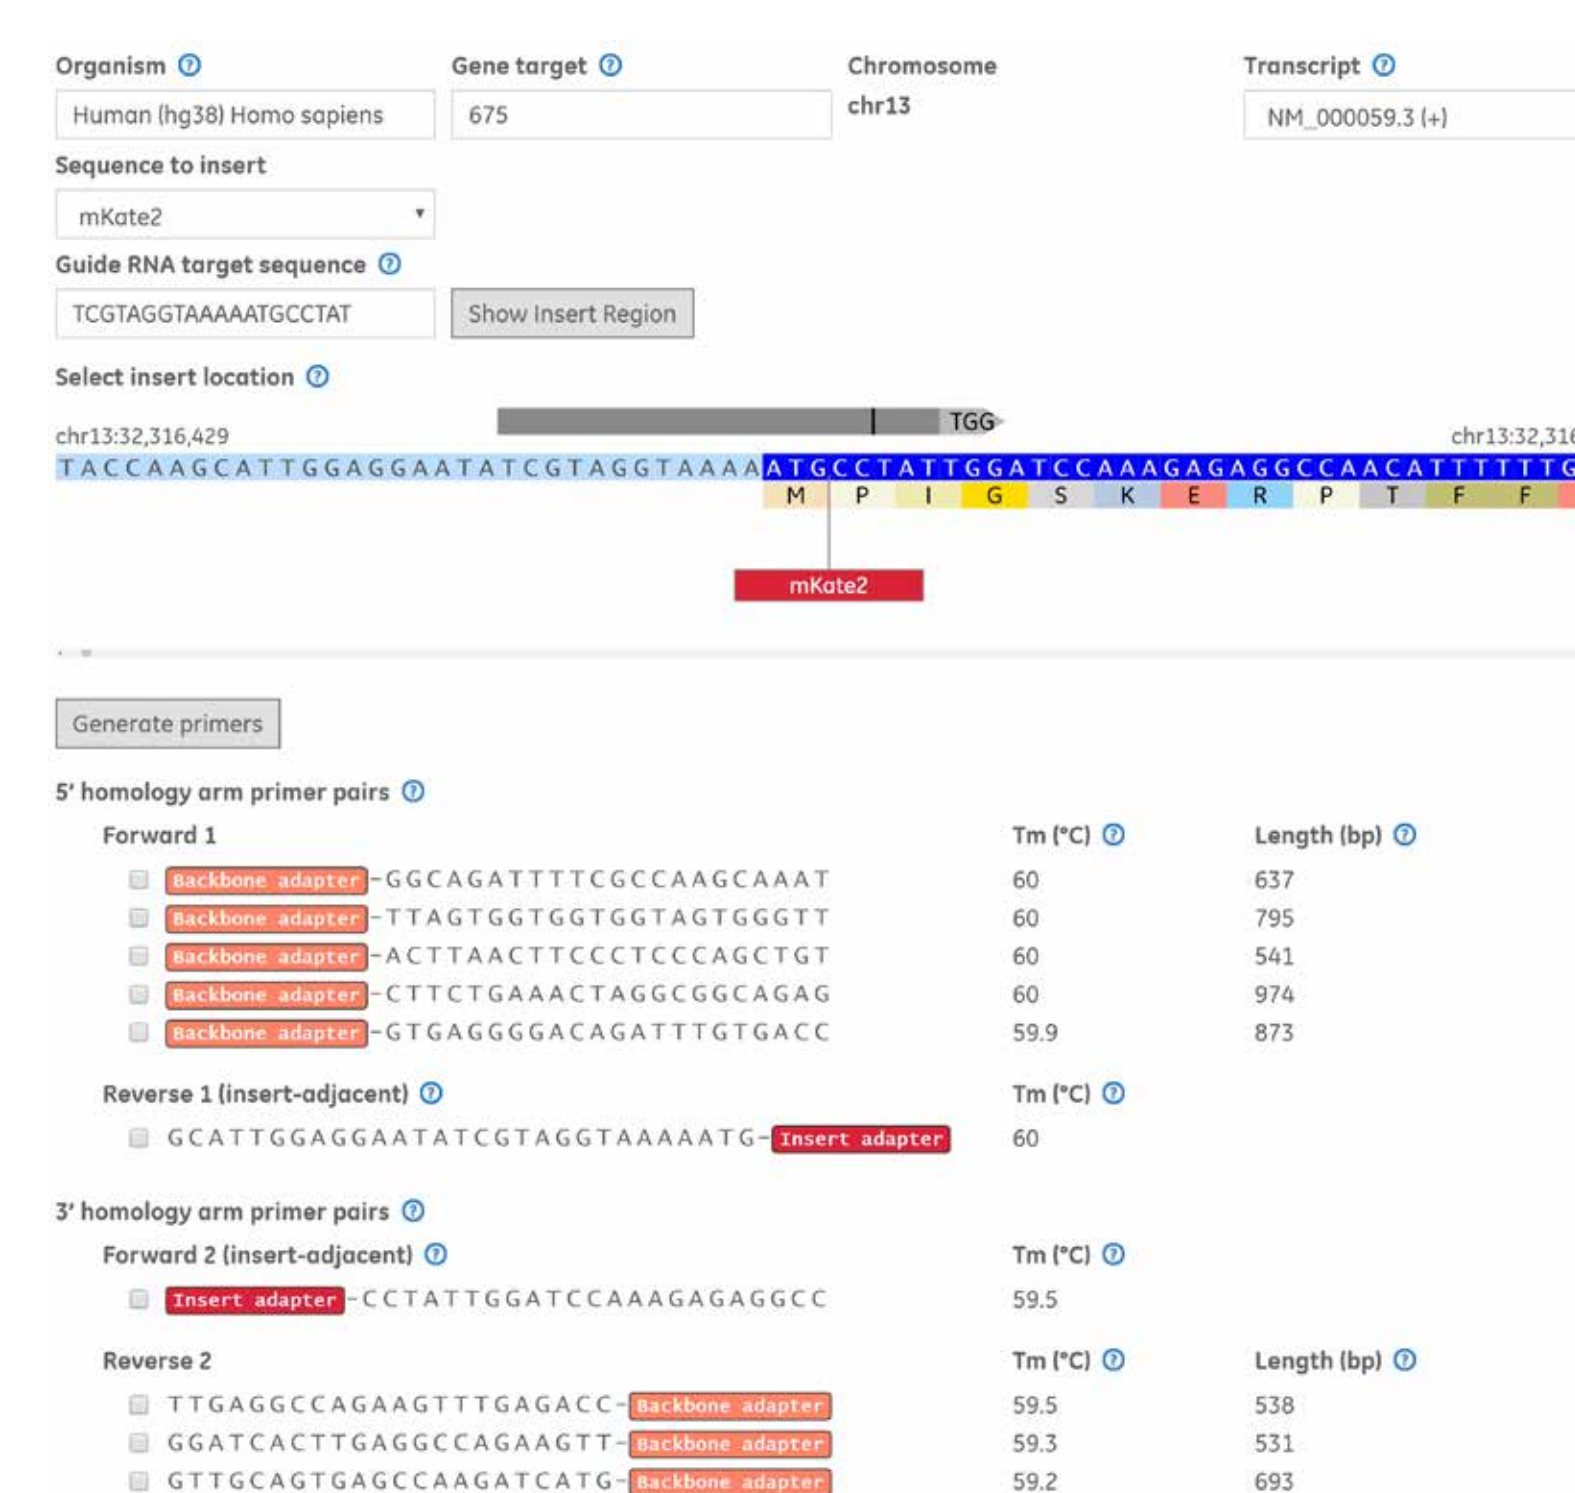 Organism ? Gene target ? Chromosome Transcript ?
Human (hg38) Homo sapiens 675 chr13 NM_000059.3 (+)
Sequence to insert
mKate2
Guide RNA target sequence ?
TCGTAGGTAAAAATGCCTAT Show Insert Region
Select insert location ?
TGG
chr13:32,316,429 chr13:32,316
TACCAAGCATTGGAGGAATATCGTAGGTAAAAATGCCTATTGGATCCAAAGAGAGGCCAACATTTTTTG
M P I G S K E R P T F F
mKate2
Generate primers
5' homology arm primer pairs ?
Forward 1 Tm (°C) ? Length (bp) ?
Backbone adapter-GGCAGATTTTCGCCAAGCAAAT 60 637
Backbone adapter-TTAGTGGTGGTGGTAGTGGGTT 60 795
Backbone adapter-ACTTAACTTCCCTCCCAGCTGT 60 541
Backbone adapter-CTTCTGAAACTAGGCGGCAGAG 60 974
Backbone adapter-GTGAGGGGACAGATTTGTGACC 59.9 873
Reverse 1 (insert-adjacent) ? Tm (°C) ?
GCATTGGAGGAATATCGTAGGTAAAAATG-Insert adapter 60
3' homology arm primer pairs ?
Forward 2 (insert-adjacent) ? Tm (°C) ?
Insert adapter-CCTATTGGATCCAAAGAGAGGCC 59.5
Reverse 2 Tm (°C) ? Length (bp) ?
TTGAGGCCAGAAGTTTGAGACC-Backbone adapter 59.5 538
GGATCACTTGAGGCCAGAAGTT-Backbone adapter 59.3 531
GTTGCAGTGAGCCAAGATCATG-Backbone adapter 59.2 693